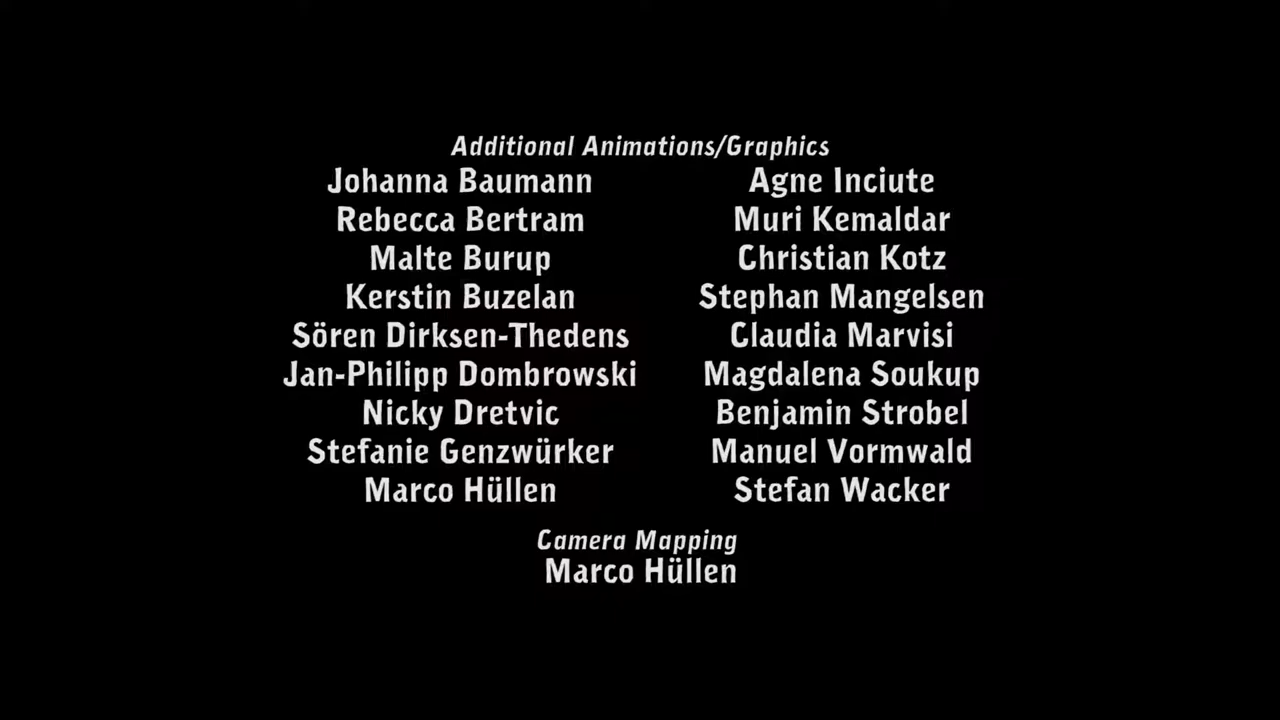 Additional Animations/Graphics
Johanna Baumann
Rebecca Bertram
Malte Burup
Kerstin Buzelan
Sören Dirksen-Thedens
Jan-Philipp Dombrowski
Nicky Dretvic
Stefanie Genzwürker
Marco Hüllen
Agne Inciute
Muri Kemaldar
Christian Kotz
Stephan Mangelsen
Claudia Marvisi
Magdalena Soukup
Benjamin Strobel
Manuel Vormwald
Stefan Wacker
Camera Mapping
Marco Hüllen